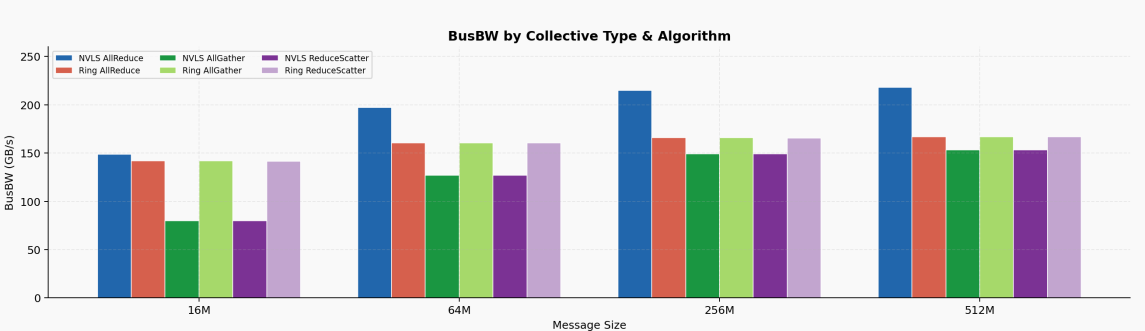 BusBW by Collective Type & Algorithm
NVLS AllReduce NVLS AllGather NVLS ReduceScatter
Ring AllReduce Ring AllGather Ring ReduceScatter
BusBW (GB/s)
250
200
150
100
50
0
16M 64M 256M 512M
Message Size